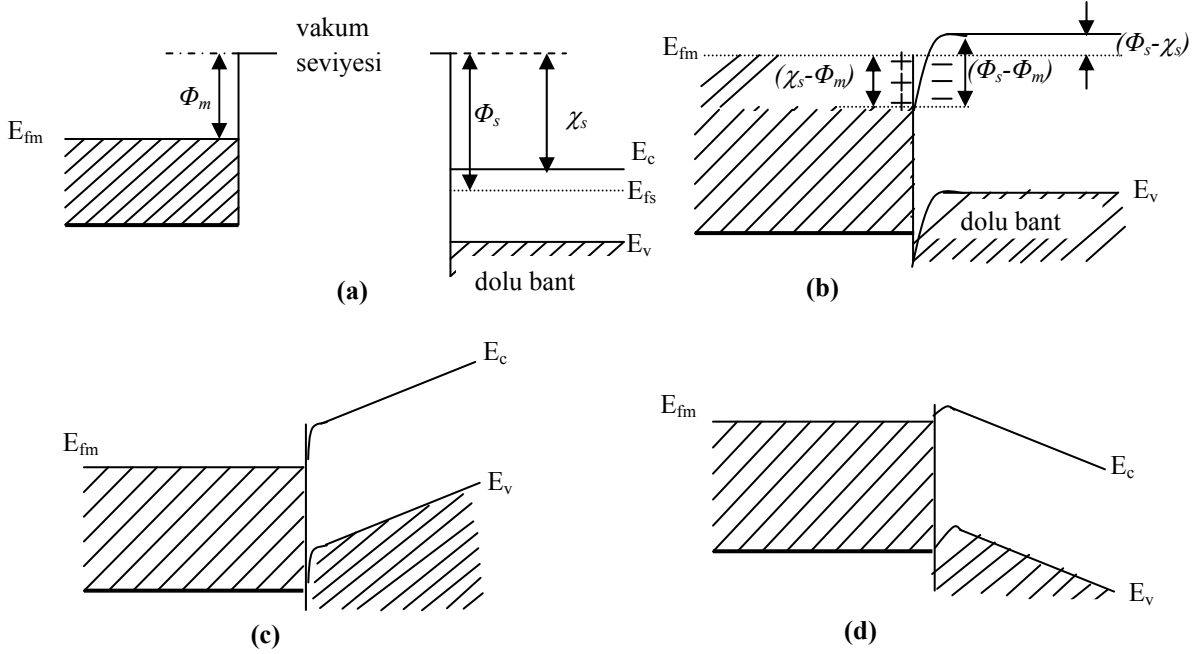 vakum
seviyesi
Φm
Efm
Φs
χs
Ec
Efs
Ev
dolu bant
(a)
Efm
(χs-Φm)
(Φs-Φm)
(Φs-χs)
Ev
dolu bant
(b)
Efm
Ec
Ev
(c)
Efm
Ec
Ev
(d)